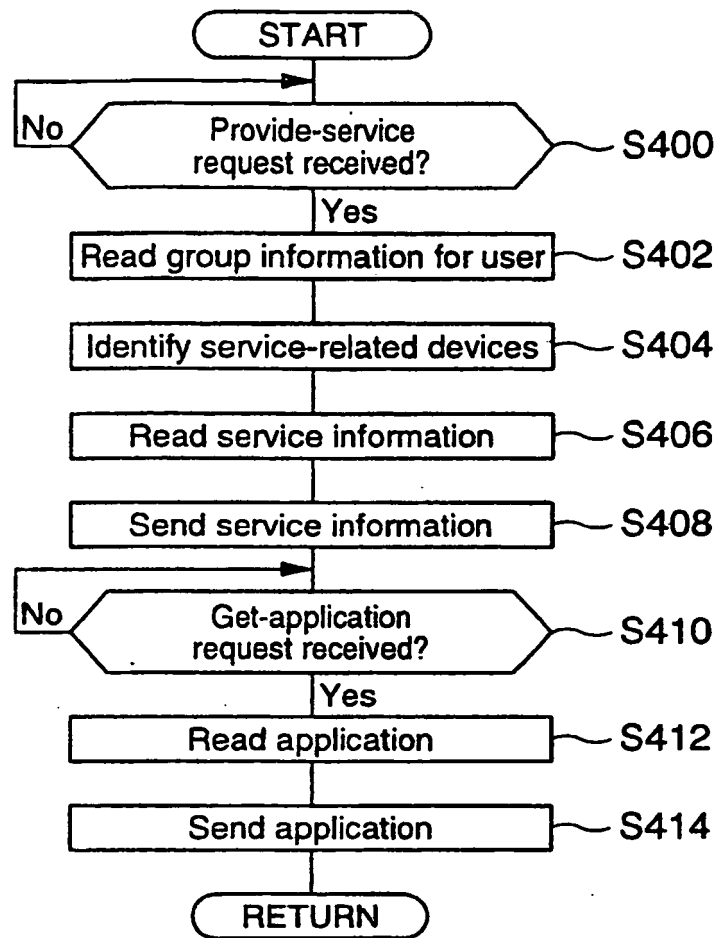 START
No
Provide-service
request received?
S400
Yes
Read group information for user
S402
Identify service-related devices
S404
Read service information
S406
Send service information
S408
No
Get-application
request received?
S410
Yes
Read application
S412
Send application
S414
RETURN